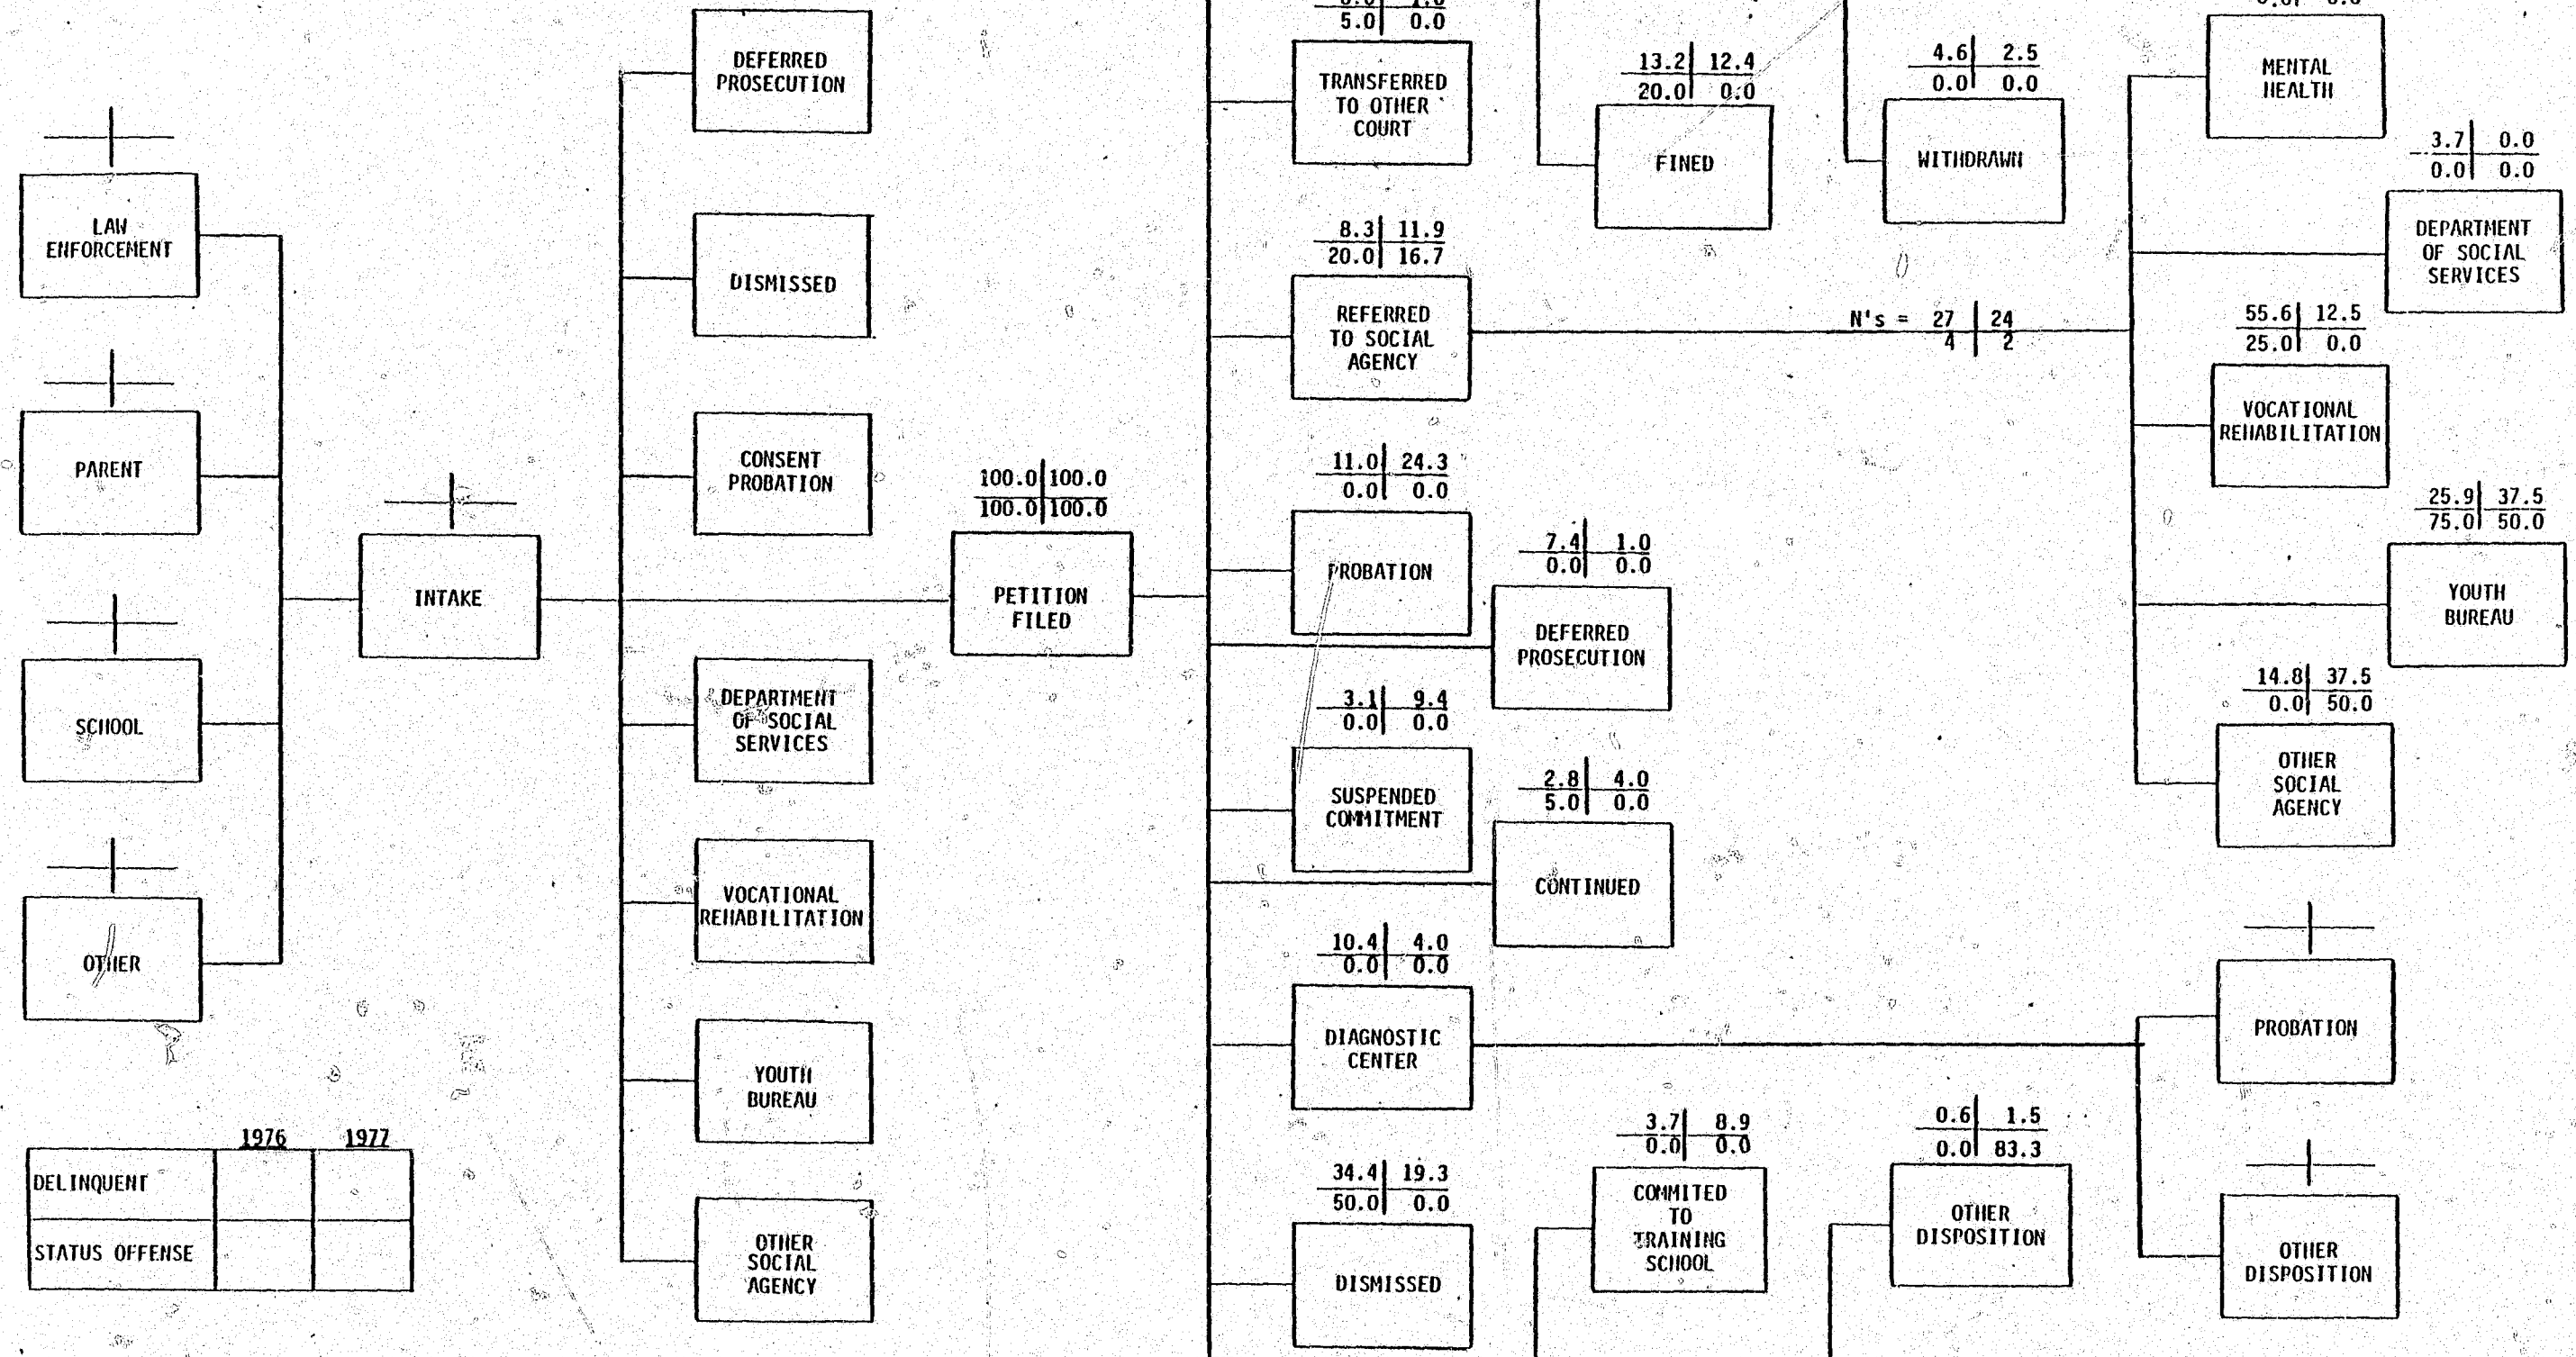 LAW
ENFORCEMENT
PARENT
SCHOOL
OTHER
INTAKE
1976 1977
DELINQUENT
STATUS OFFENSE
DEFERRED
PROSECUTION
DISMISSED
CONSENT
PROBATION
DEPARTMENT
OF SOCIAL
SERVICES
VOCATIONAL
REHABILITATION
YOUTH
BUREAU
OTHER
SOCIAL
AGENCY
100.0 100.0
100.0 100.0
PETITION
FILED
5.0 0.0
TRANSFERRED
TO OTHER
COURT
8.3 11.9
20.0 16.7
REFERRED
TO SOCIAL
AGENCY
11.0 24.3
0.0 0.0
PROBATION
7.4 1.0
0.0 0.0
DEFERRED
PROSECUTION
3.1 9.4
0.0 0.0
SUSPENDED
COMMITMENT
2.8 4.0
5.0 0.0
CONTINUED
10.4 4.0
0.0 0.0
DIAGNOSTIC
CENTER
34.4 19.3
50.0 0.0
DISMISSED
13.2 12.4
20.0 0.0
FINED
4.6 2.5
0.0 0.0
WITHDRAWN
N's = 27 24
4 2
3.7 8.9
0.0 0.0
COMMITED
TO
TRAINING
SCHOOL
0.6 1.5
0.0 83.3
OTHER
DISPOSITION
MENTAL
HEALTH
3.7 0.0
0.0 0.0
DEPARTMENT
OF SOCIAL
SERVICES
55.6 12.5
25.0 0.0
VOCATIONAL
REHABILITATION
25.9 37.5
75.0 50.0
YOUTH
BUREAU
14.8 37.5
0.0 50.0
OTHER
SOCIAL
AGENCY
PROBATION
OTHER
DISPOSITION